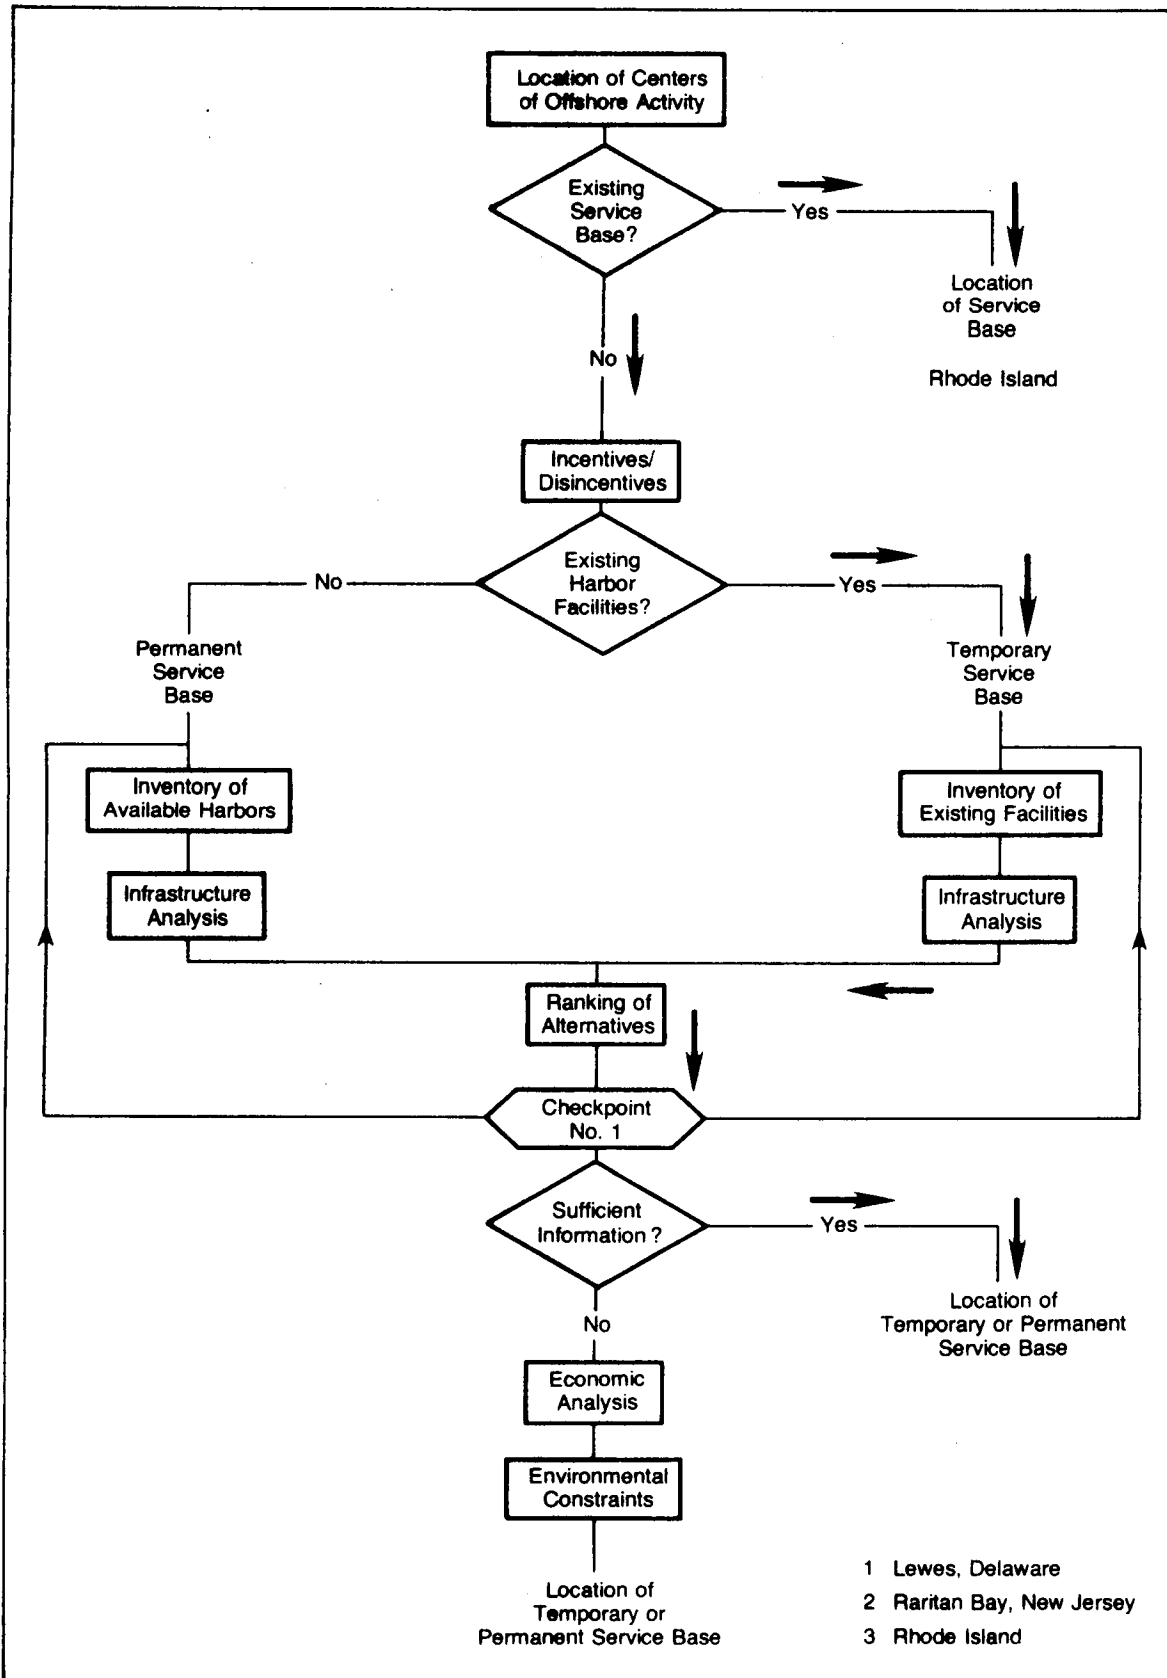 Location of Centers
of Offshore Activity
Existing
Service
Base?
Yes
Location
of Service
Base
Rhode Island
No
Incentives/
Disincentives
Existing
Harbor
Facilities?
No
Yes
Permanent
Service
Base
Temporary
Service
Base
Inventory of
Available Harbors
Inventory of
Existing Facilities
Infrastructure
Analysis
Infrastructure
Analysis
Ranking of
Alternatives
Checkpoint
No. 1
Sufficient
Information?
Yes
Location of
Temporary or Permanent
Service Base
No
Economic
Analysis
Environmental
Constraints
Location of
Temporary or
Permanent Service Base
1 Lewes, Delaware
2 Raritan Bay, New Jersey
3 Rhode Island